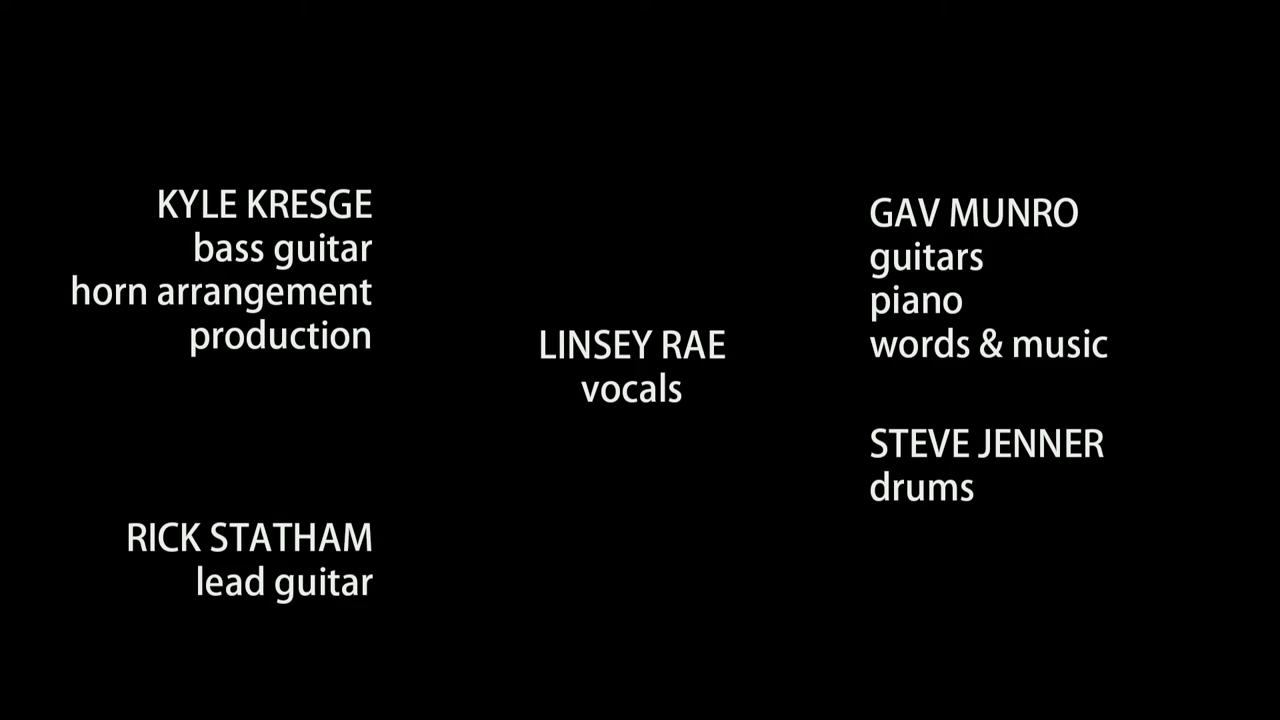 KYLE KRESGE
bass guitar
horn arrangement
production
RICK STATHAM
lead guitar
LINSEY RAE
vocals
GAV MUNRO
guitars
piano
words & music
STEVE JENNER
drums